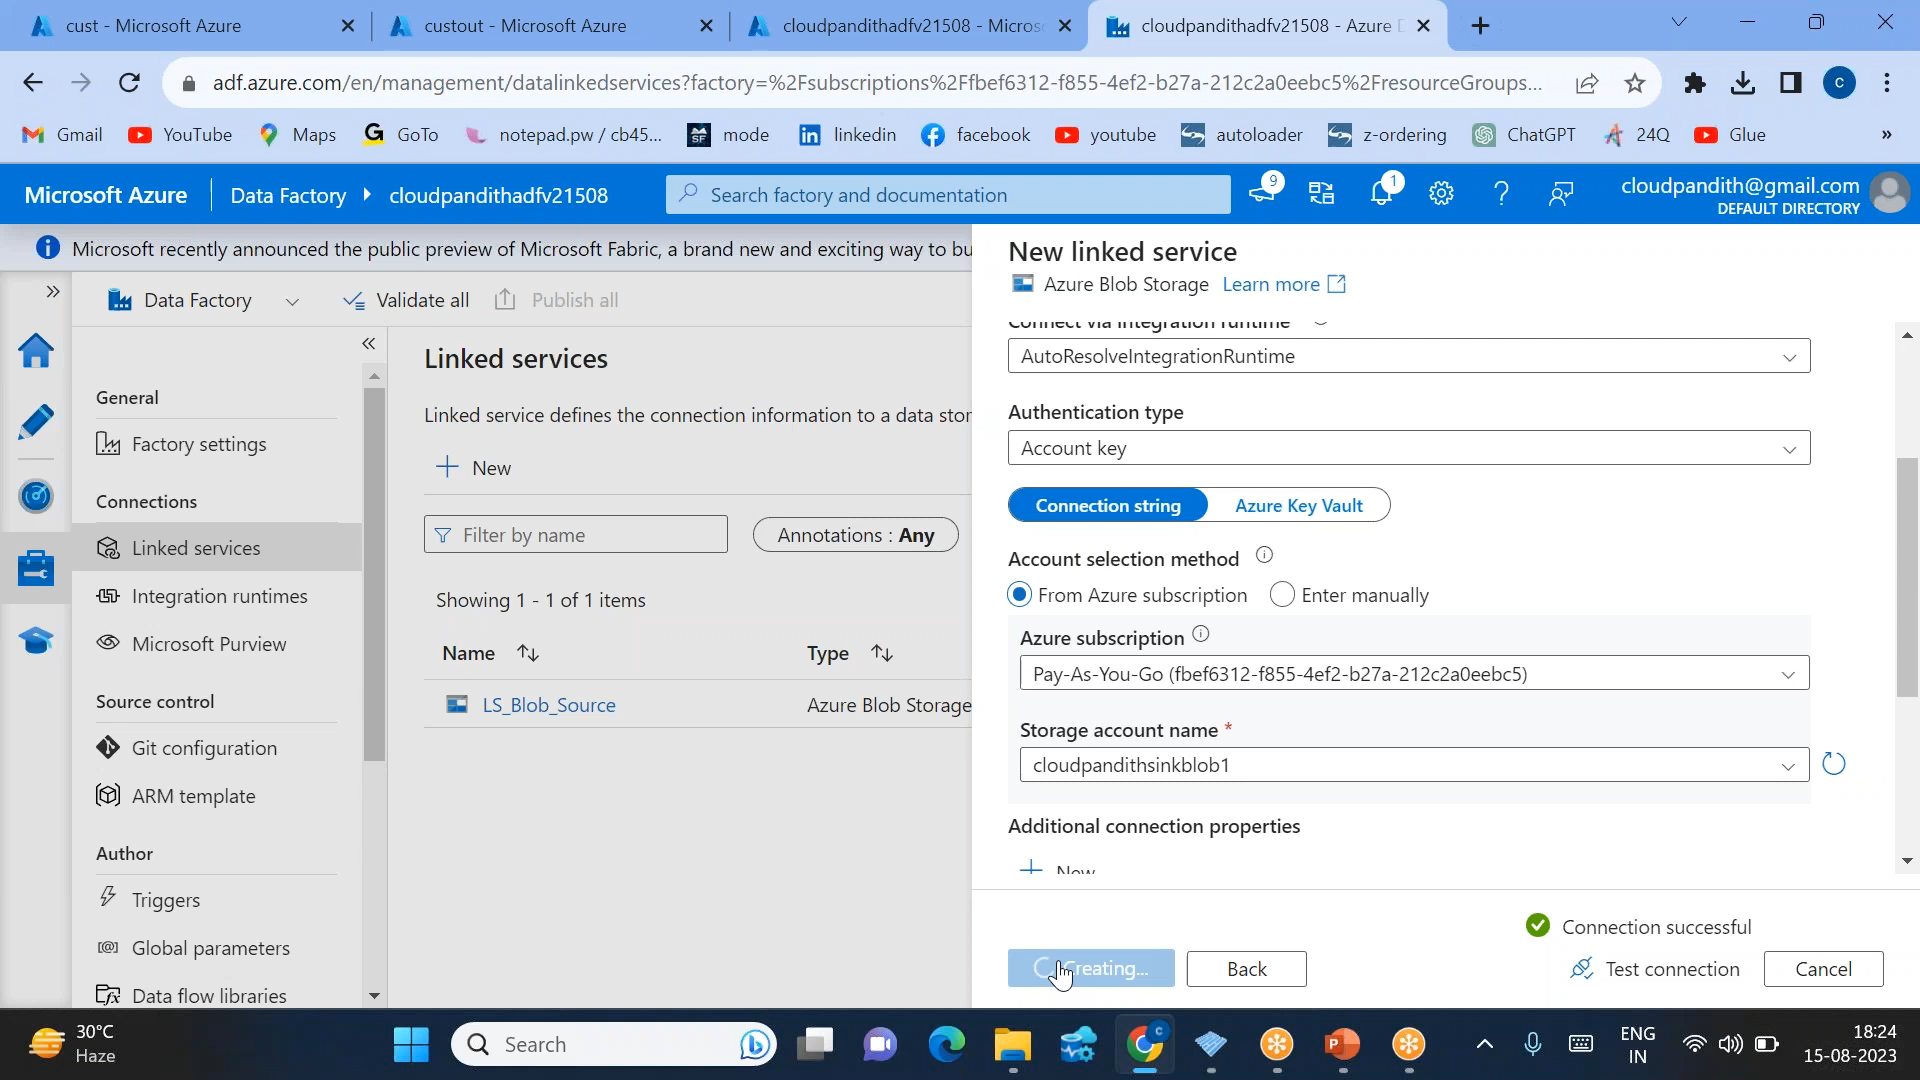 cust - Microsoft Azure
custout - Microsoft Azure
cloudpandithadfv21508 - Micros
cloudpandithadfv21508 - Azure D
adf.azure.com/en/management/datalinkedservices?factory=%2Fsubscriptions%2Ffbef6312-f855-4ef2-b27a-212c2a0eebc5%2FresourceGroups...
C
Gmail
YouTube
Maps
GoTo
notepad.pw / cb45...
mode
linkedin
facebook
youtube
autoloader
z-ordering
ChatGPT
24Q
Glue
»
Microsoft Azure
Data Factory
cloudpandithadfv21508
Search factory and documentation
9
1
cloudpandith@gmail.com
DEFAULT DIRECTORY
Microsoft recently announced the public preview of Microsoft Fabric, a brand new and exciting way to bu
Data Factory
Validate all
Publish all
General
Factory settings
Connections
Linked services
Integration runtimes
Microsoft Purview
Source control
Git configuration
ARM template
Author
Triggers
Global parameters
Data flow libraries
Linked services
Linked service defines the connection information to a data stor
New
Filter by name
Annotations : Any
Showing 1 - 1 of 1 items
Name
Type
LS_Blob_Source
Azure Blob Storage
New linked service
Azure Blob Storage Learn more
Connect via integration runtime
AutoResolveIntegrationRuntime
Authentication type
Account key
Connection string
Azure Key Vault
Account selection method
From Azure subscription
Enter manually
Azure subscription
Pay-As-You-Go (fbef6312-f855-4ef2-b27a-212c2a0eebc5)
Storage account name *
cloudpandithsinkblob1
Additional connection properties
New
Connection successful
Creating...
Back
Test connection
Cancel
30°C
Haze
Search
ENG
IN
18:24
15-08-2023